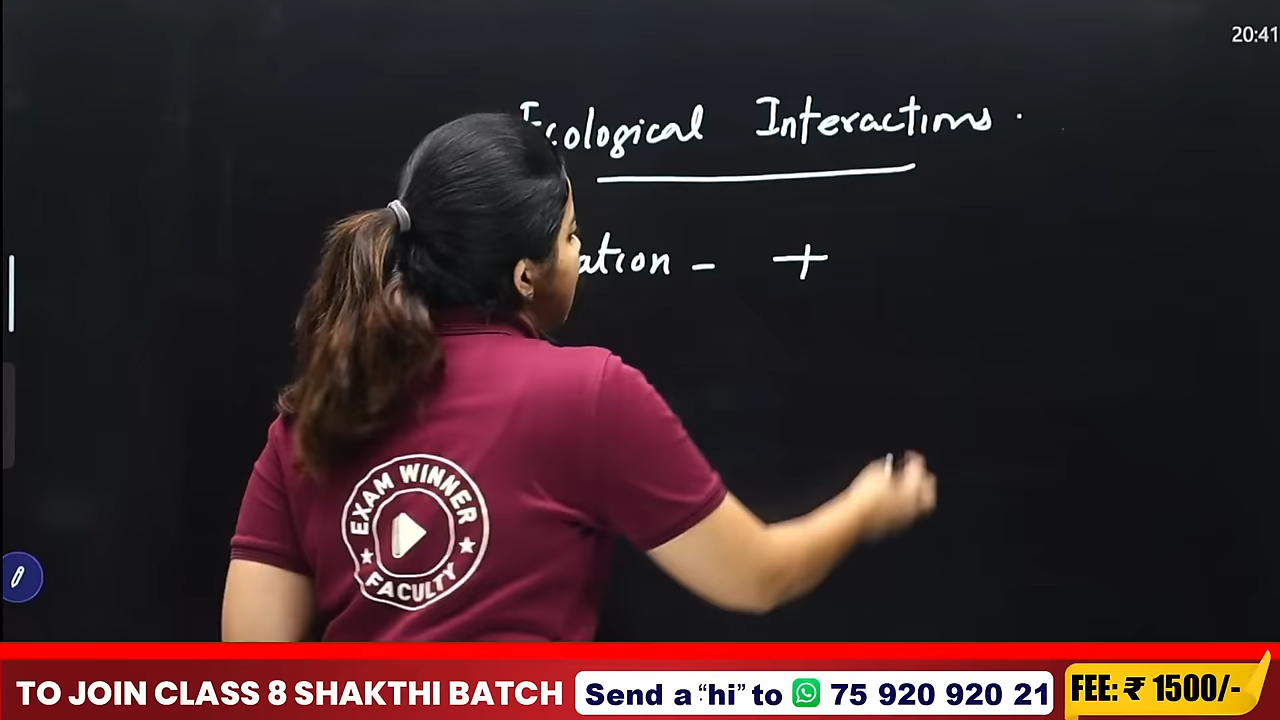 20:41
Ecological Interactions.
ation - +
EXAM WINNER
FACULTY
TO JOIN CLASS 8 SHAKTHI BATCH
Send a “hi” to 75 920 920 21
FEE: ₹ 1500/-